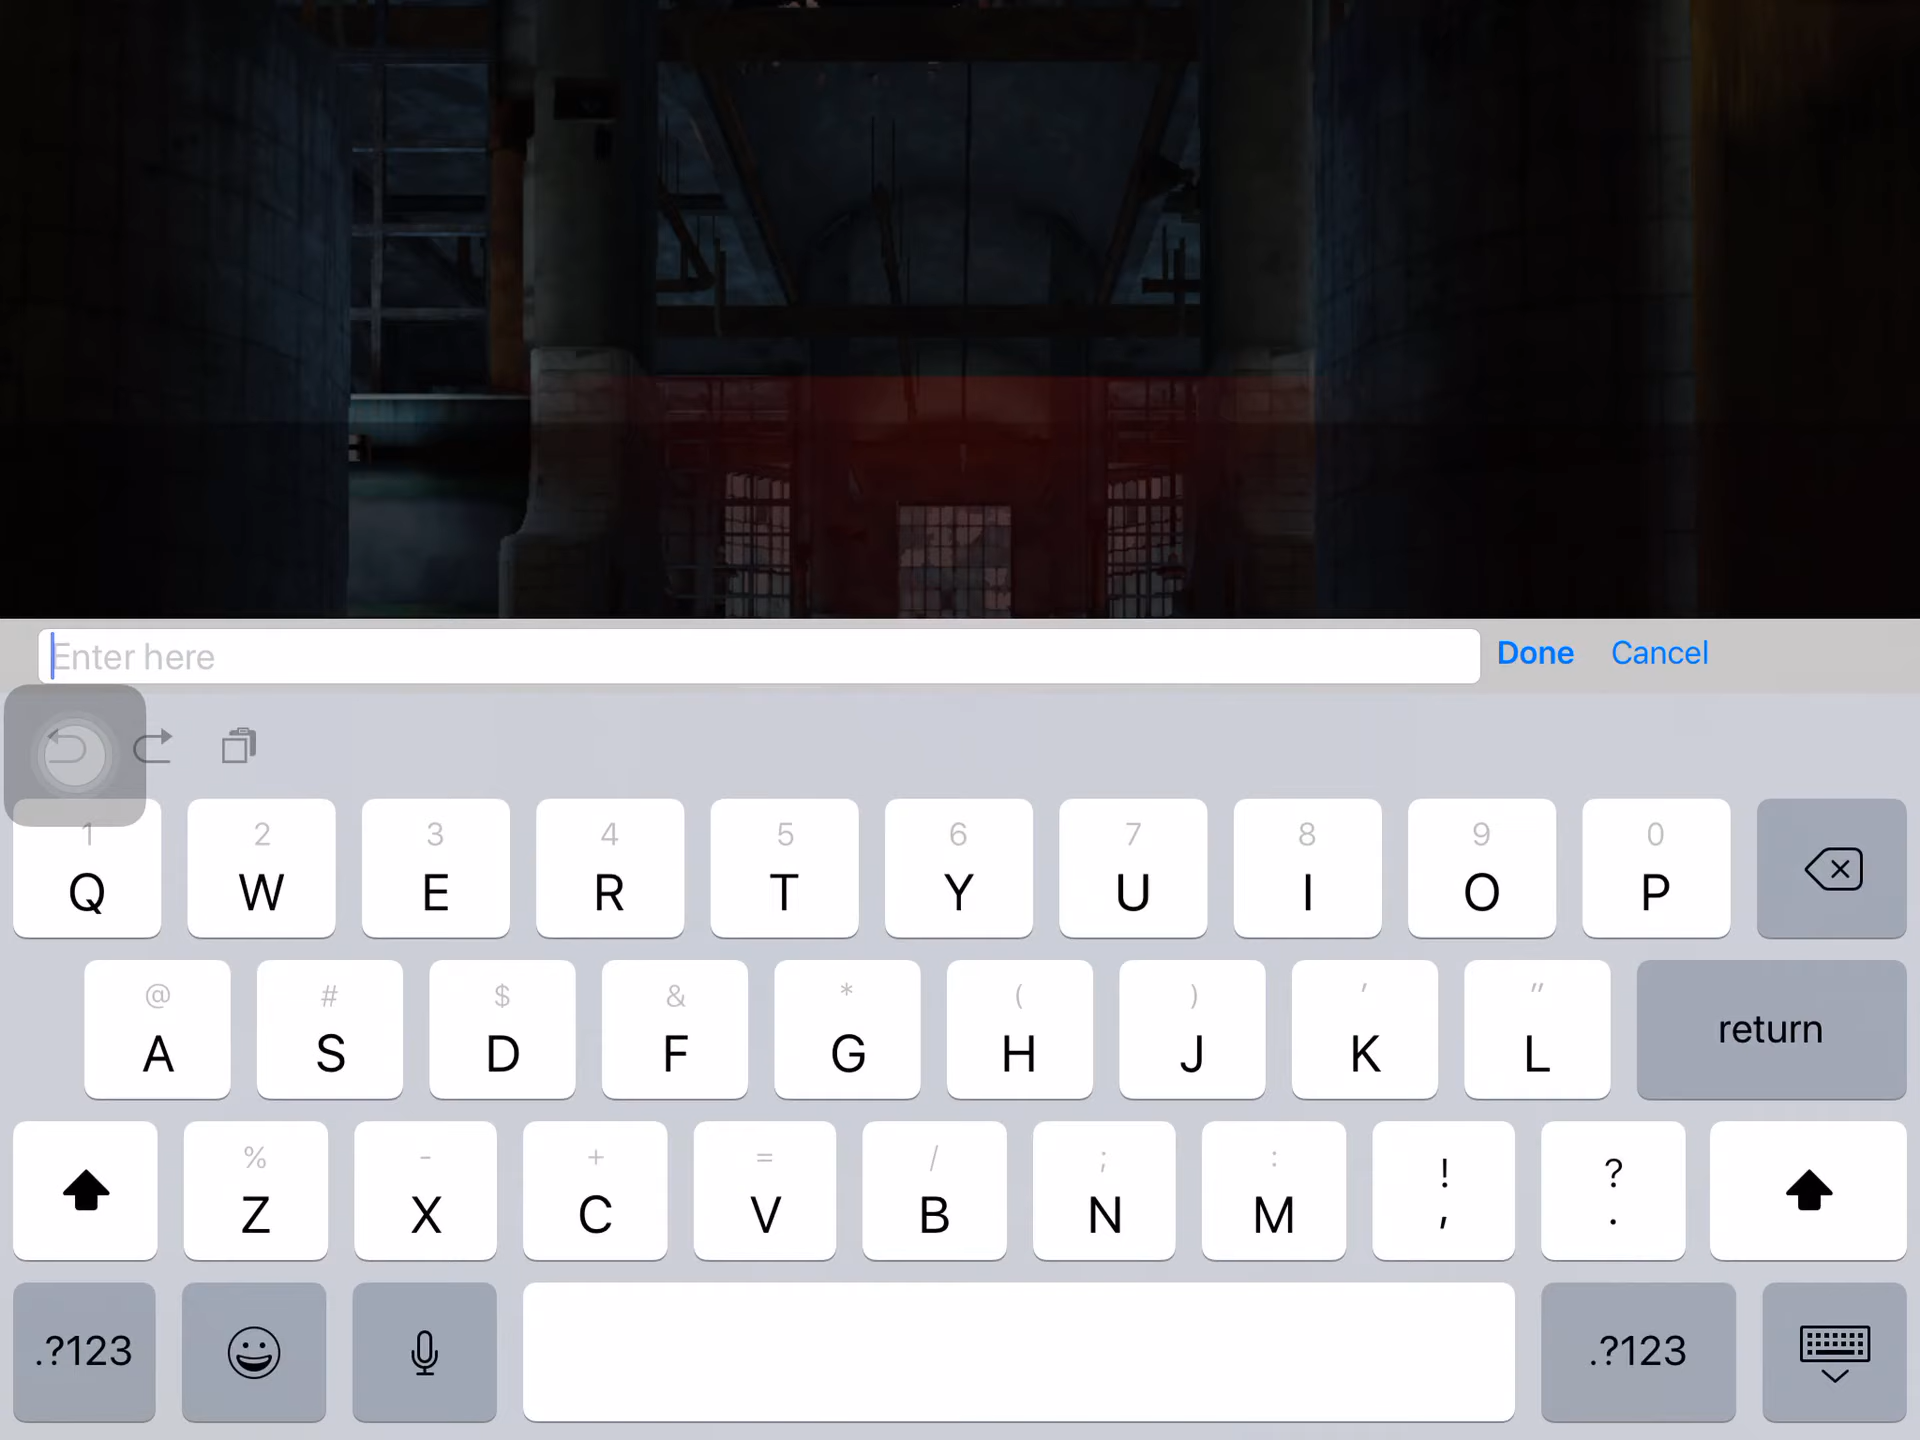 Enter here Done Cancel
1 2 3 4 5 6 7 8 9 0
Q W E R T Y U I O P
@ # $ & * ( ) ' "
A S D F G H J K L return
% - + = / ; : ! ?
Z X C V B N M , .
.?123 .?123